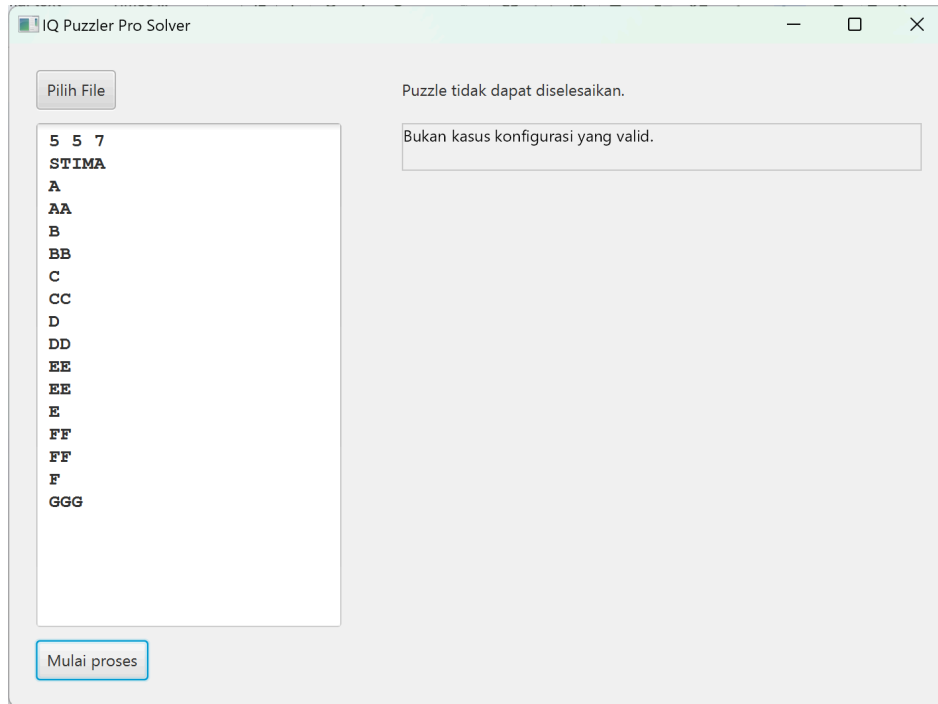 IQ Puzzler Pro Solver
Pilih File
5 5 7
STIMA
A
AA
B
BB
C
CC
D
DD
EE
EE
E
FF
FF
F
GGG
Mulai proses
Puzzle tidak dapat diselesaikan.
Bukan kasus konfigurasi yang valid.